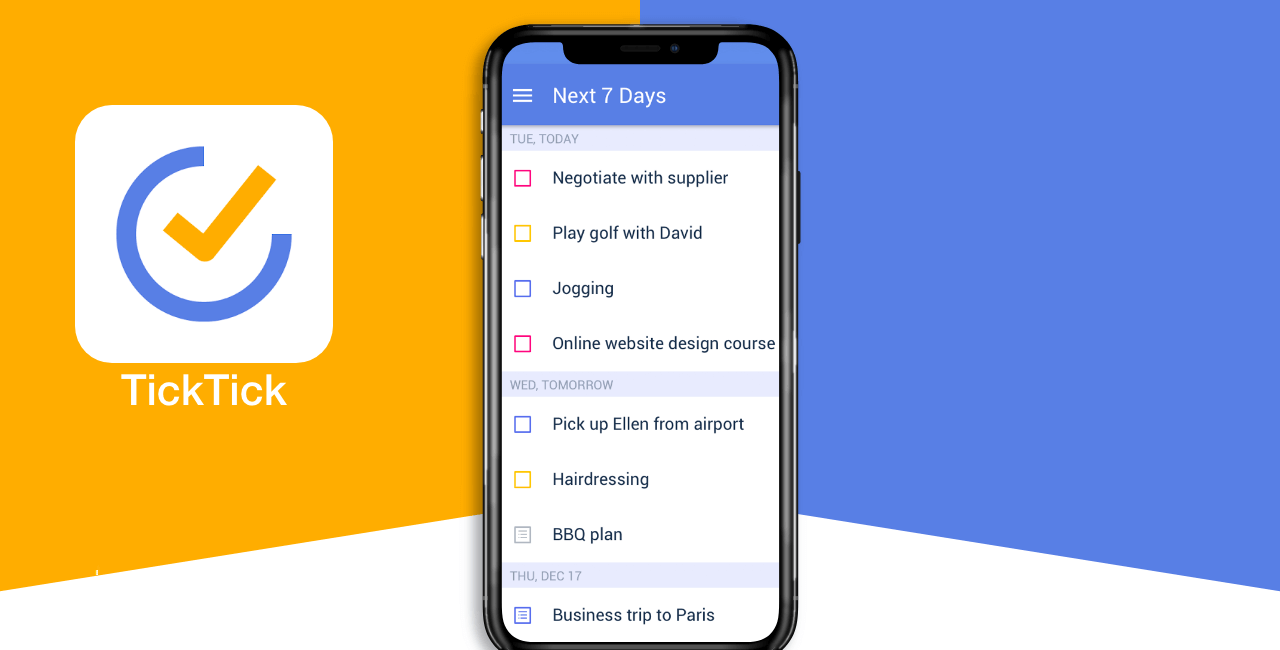 TickTick
Next 7 Days
TUE, TODAY
Negotiate with supplier
Play golf with David
Jogging
Online website design course
WED, TOMORROW
Pick up Ellen from airport
Hairdressing
BBQ plan
THU, DEC 17
Business trip to Paris